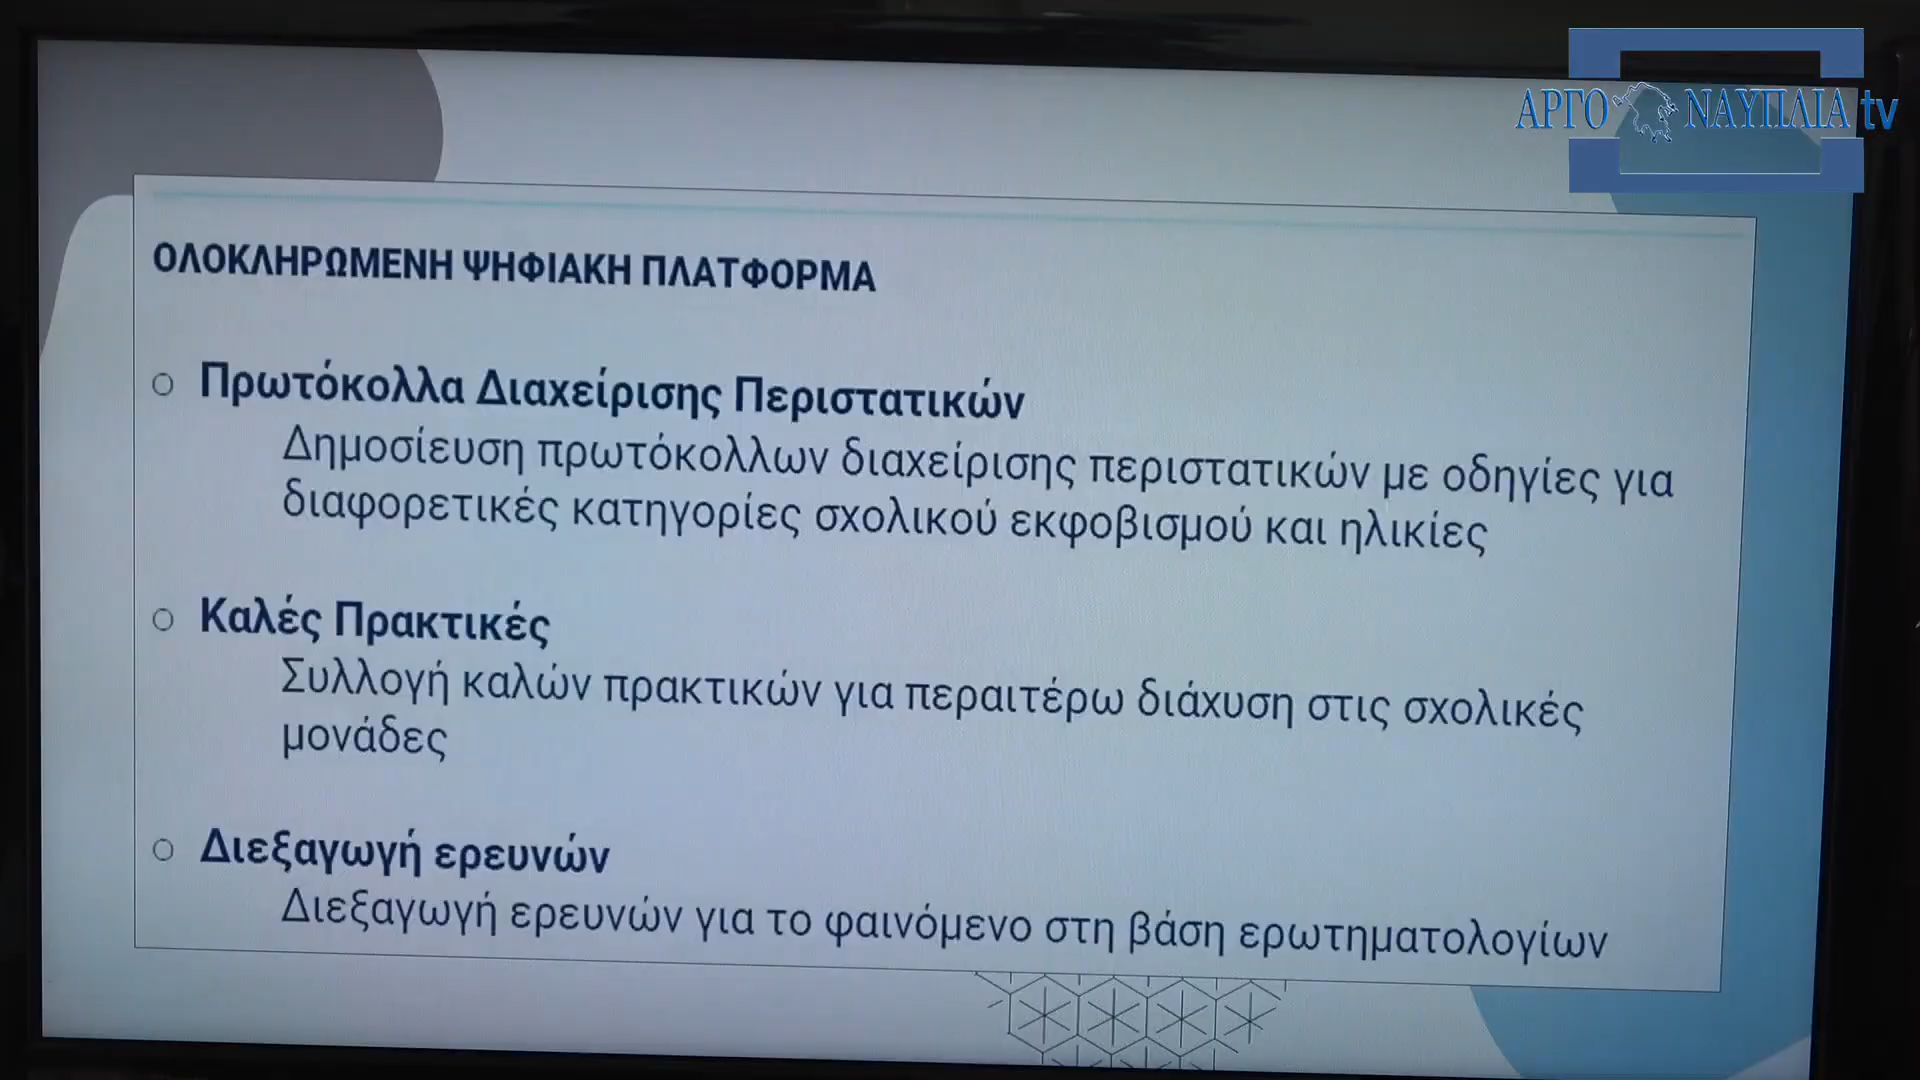 ΑΡΓΟ ΝΑΥΠΛΙΑ tv
ΟΛΟΚΛΗΡΩΜΕΝΗ ΨΗΦΙΑΚΗ ΠΛΑΤΦΟΡΜΑ
○ Πρωτόκολλα Διαχείρισης Περιστατικών
Δημοσίευση πρωτόκολλων διαχείρισης περιστατικών με οδηγίες για
διαφορετικές κατηγορίες σχολικού εκφοβισμού και ηλικίες
○ Καλές Πρακτικές
Συλλογή καλών πρακτικών για περαιτέρω διάχυση στις σχολικές
μονάδες
○ Διεξαγωγή ερευνών
Διεξαγωγή ερευνών για το φαινόμενο στη βάση ερωτηματολογίων